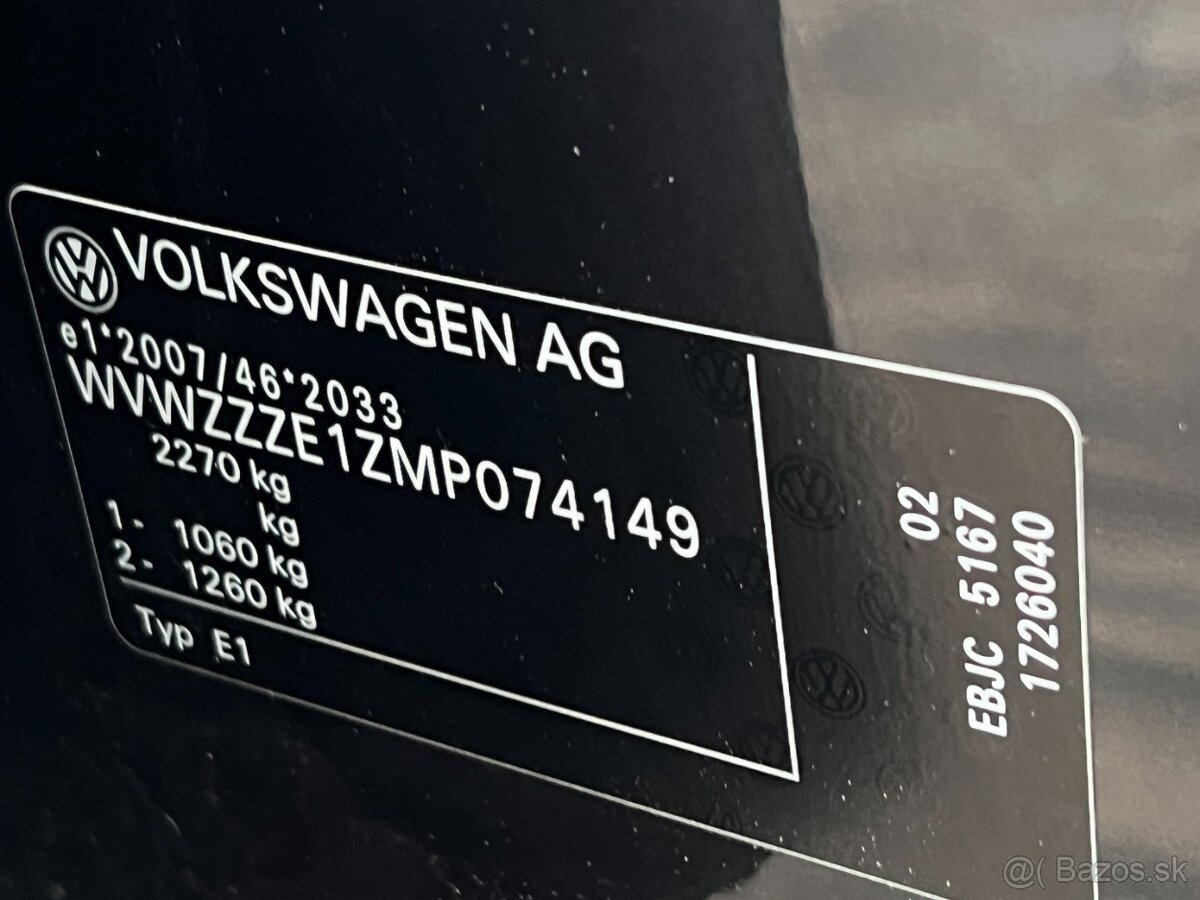 VOLKSWAGEN AG
e1*2007/46*2033
WVWZZZE1ZMP074149
2270 kg
kg
1- 1060 kg
2- 1260 kg
Typ E1
02
EBJC 5167
1726040
@( Bazos.sk